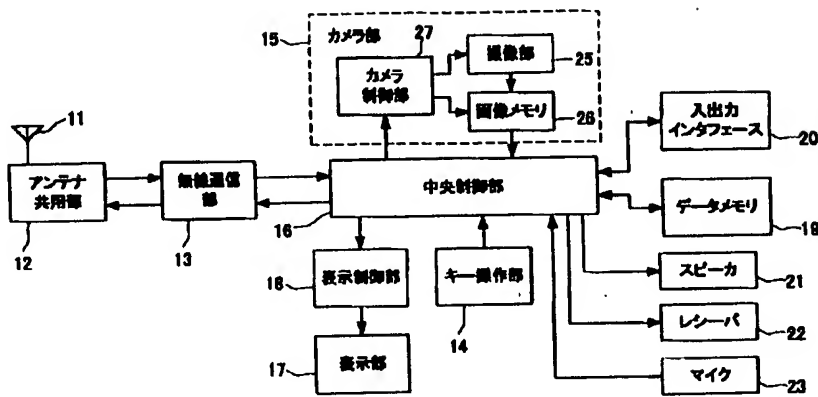 15
カメラ部
27
カメラ
制御部
撮像部
25
画像メモリ
26
11
アンテナ
共用部
12
無線通信
部
13
中央制御部
16
入出力
インタフェース
20
データメモリ
19
18
表示制御部
キー操作部
14
スピーカ
21
レシーバ
22
17
表示部
マイク
23